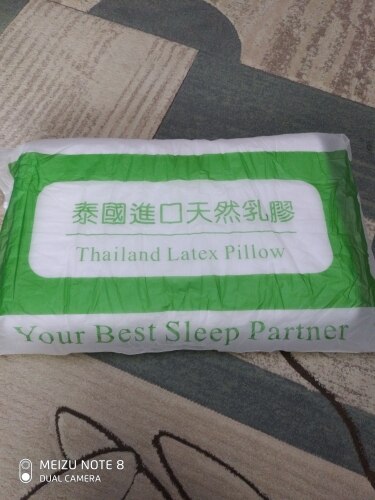 泰國進口天然乳膠
Thailand Latex Pillow
Your Best Sleep Partner
MEIZU NOTE 8
DUAL CAMERA